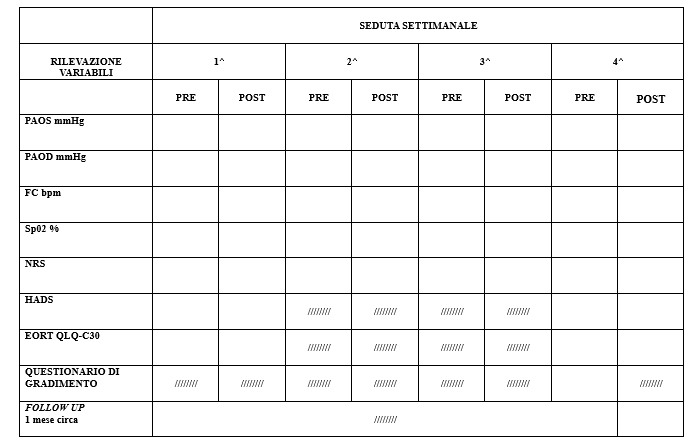 SEDUTA SETTIMANALE
RILEVAZIONE VARIABILI 1^ 2^ 3^ 4^
PRE POST PRE POST PRE POST PRE POST
PAOS mmHg
PAOD mmHg
FC bpm
Sp02 %
NRS
HADS //////// //////// //////// ////////
EORT QLQ-C30 //////// //////// //////// ////////
QUESTIONARIO DI
GRADIMENTO //////// //////// //////// //////// //////// //////// ////////
FOLLOW UP
1 mese circa ////////